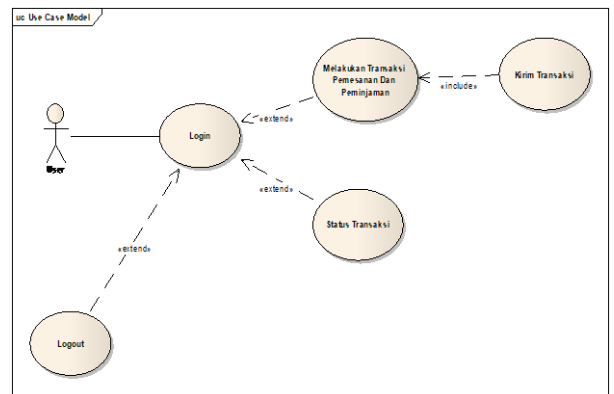 uc Use Case Model
Melakukan Transaksi
Pemesanan Dan
Peminjaman
Kirim Transaksi
«include»
«extend»
Login
User
«extend»
Status Transaksi
«extend»
Logout